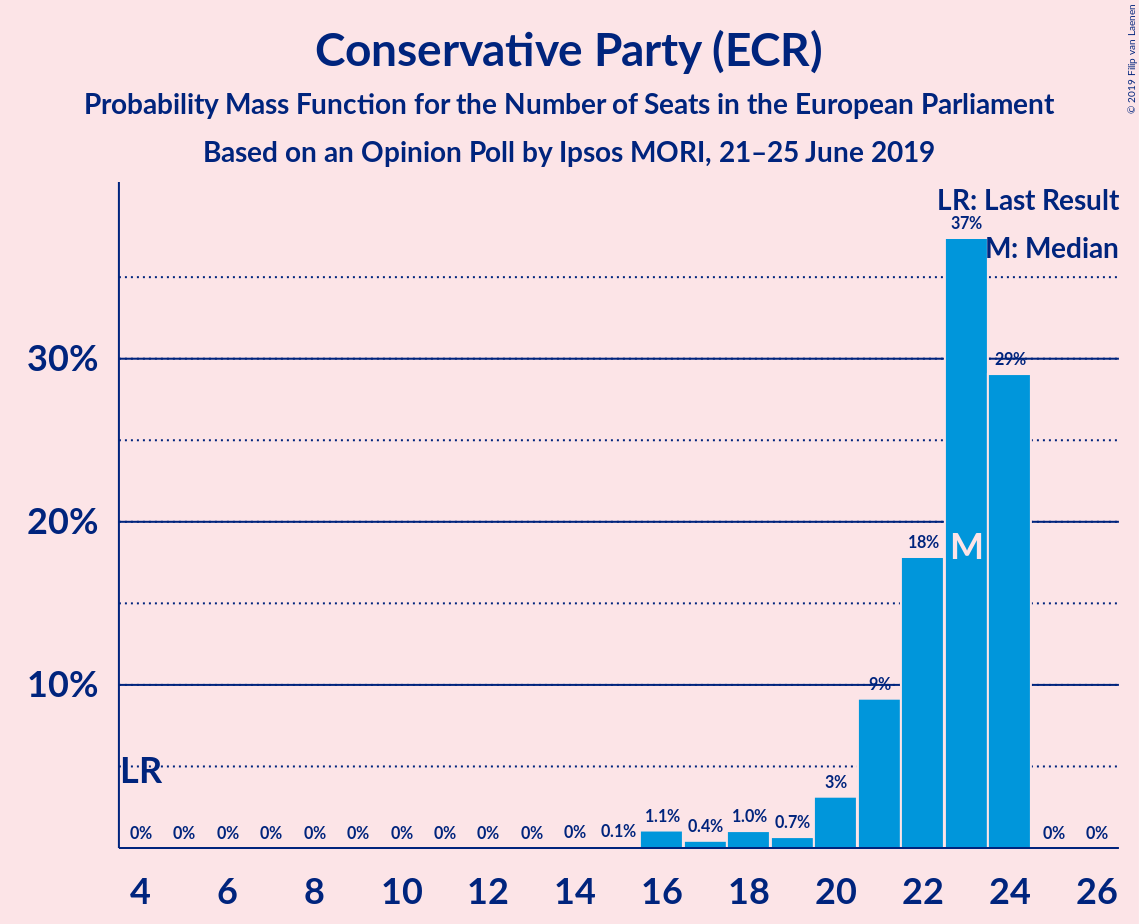 Conservative Party (ECR)
Probability Mass Function for the Number of Seats in the European Parliament
Based on an Opinion Poll by Ipsos MORI, 21–25 June 2019
© 2019 Filip van Laenen
LR: Last Result
M: Median
37%
30%
29%
20%
18%
M
10%
9%
LR
3%
0% 0% 0% 0% 0% 0% 0% 0% 0% 0% 0% 0.1% 1.1% 0.4% 1.0% 0.7% 0% 0%
4 6 8 10 12 14 16 18 20 22 24 26